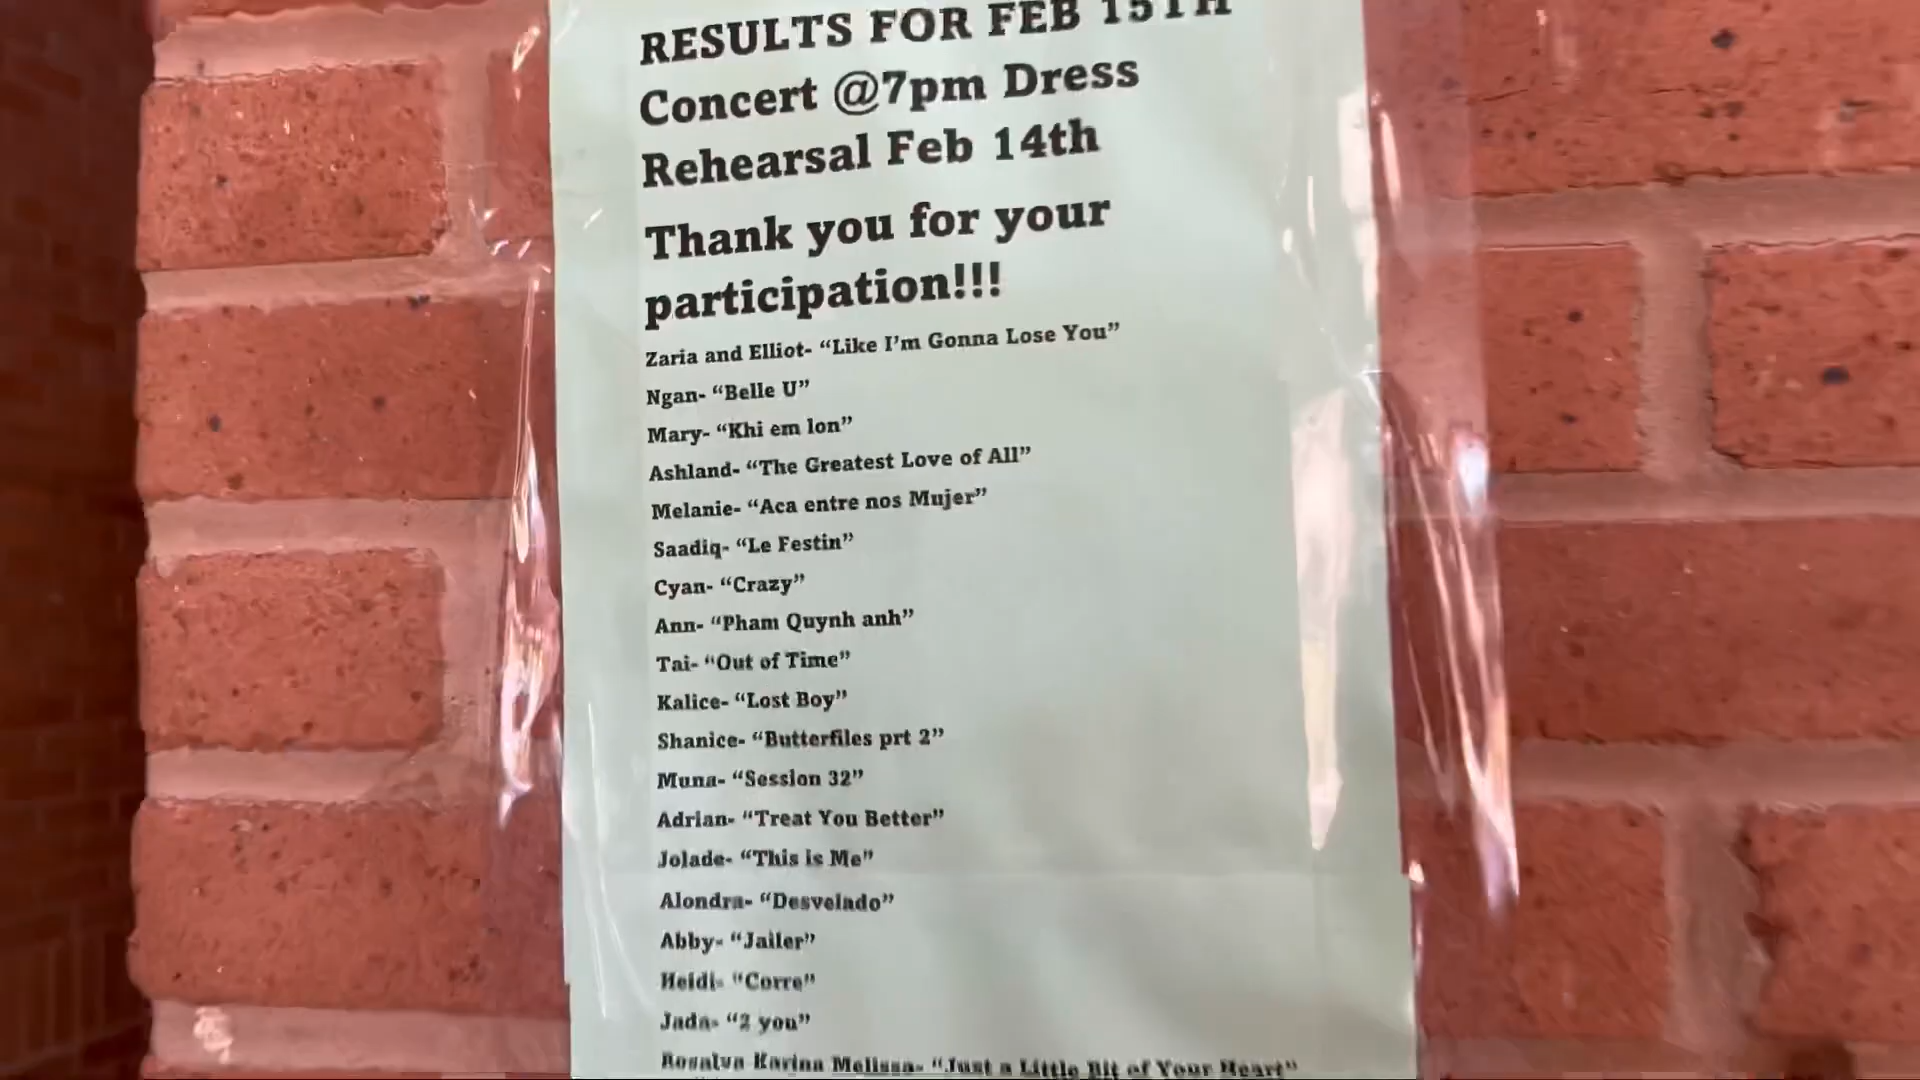 RESULTS FOR FEB 15TH
Concert @7pm Dress
Rehearsal Feb 14th
Thank you for your
participation!!!
Zaria and Elliot- “Like I’m Gonna Lose You”
Ngan- “Belle U”
Mary- “Khi em lon”
Ashland- “The Greatest Love of All”
Melanie- “Aca entre nos Mujer”
Saadiq- “Le Festin”
Cyan- “Crazy”
Ann- “Pham Quynh anh”
Tai- “Out of Time”
Kalice- “Lost Boy”
Shanice- “Butterfiles prt 2”
Muna- “Session 32”
Adrian- “Treat You Better”
Jolade- “This is Me”
Alondra- “Desvelado”
Abby- “Jailer”
Heidi- “Corre”
Jada- “2 you”
Rosalva Karina Melissa- “Just a Little Bit of Your Heart”